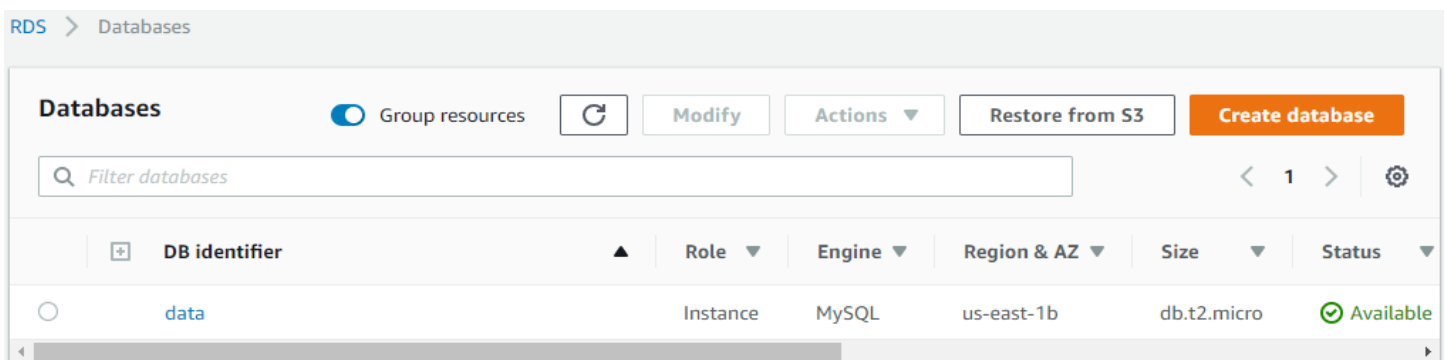 RDS > Databases
Databases Group resources Modify Actions Restore from S3 Create database
Filter databases < 1 >
DB identifier Role Engine Region & AZ Size Status
data Instance MySQL us-east-1b db.t2.micro Available